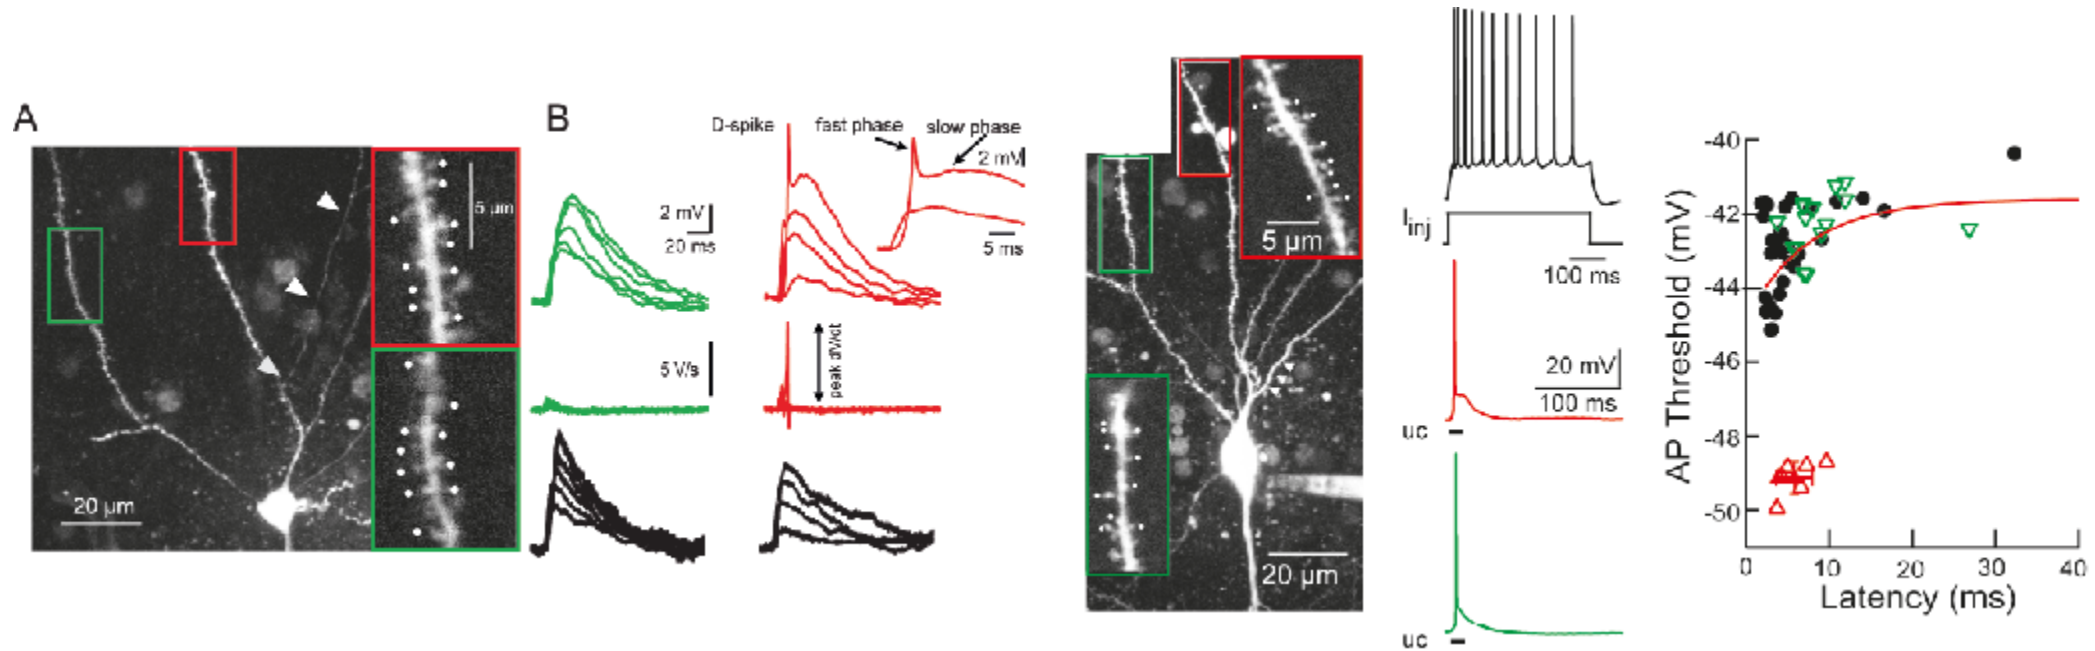 A
5 µm
20 µm
B
D-spike
fast phase
slow phase
2 mV
5 ms
2 mV
20 ms
5 V/s
peak dV/dt
5 µm
20 µm
Iinj
100 ms
20 mV
100 ms
uc
uc
AP Threshold (mV)
-40
-42
-44
-46
-48
-50
0 10 20 30 40
Latency (ms)